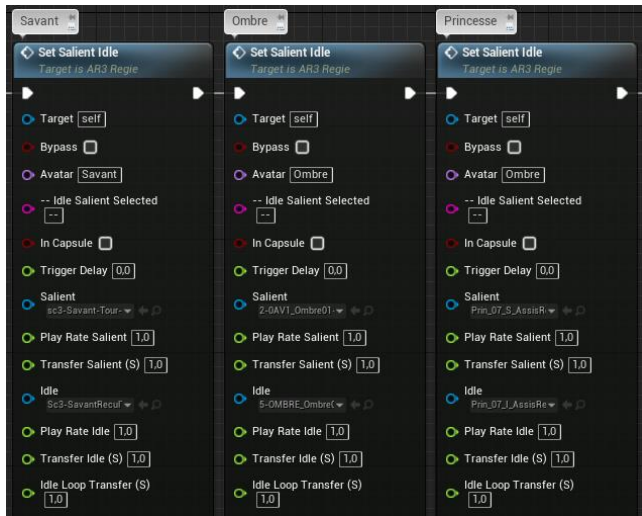 Savant
Set Salient Idle
Target is AR3 Regie
Target self
Bypass
Avatar Savant
-- Idle Salient Selected
--
In Capsule
Trigger Delay 0,0
Salient
sc3-Savant-Tour-
Play Rate Salient 1,0
Transfer Salient (S) 1,0
Idle
Sc3-SavantRecul
Play Rate Idle 1,0
Transfer Idle (S) 1,0
Idle Loop Transfer (S)
1,0
Ombre
Set Salient Idle
Target is AR3 Regie
Target self
Bypass
Avatar Ombre
-- Idle Salient Selected
--
In Capsule
Trigger Delay 0,0
Salient
2-0AV1_Ombre01-
Play Rate Salient 1,0
Transfer Salient (S) 1,0
Idle
5-OMBRE_Ombre
Play Rate Idle 1,0
Transfer Idle (S) 1,0
Idle Loop Transfer (S)
1,0
Princesse
Set Salient Idle
Target is AR3 Regie
Target self
Bypass
Avatar Ombre
-- Idle Salient Selected
--
In Capsule
Trigger Delay 0,0
Salient
Prin_07_S_AssisR
Play Rate Salient 1,0
Transfer Salient (S) 1,0
Idle
Prin_07_I_AssisRe
Play Rate Idle 1,0
Transfer Idle (S) 1,0
Idle Loop Transfer (S)
1,0